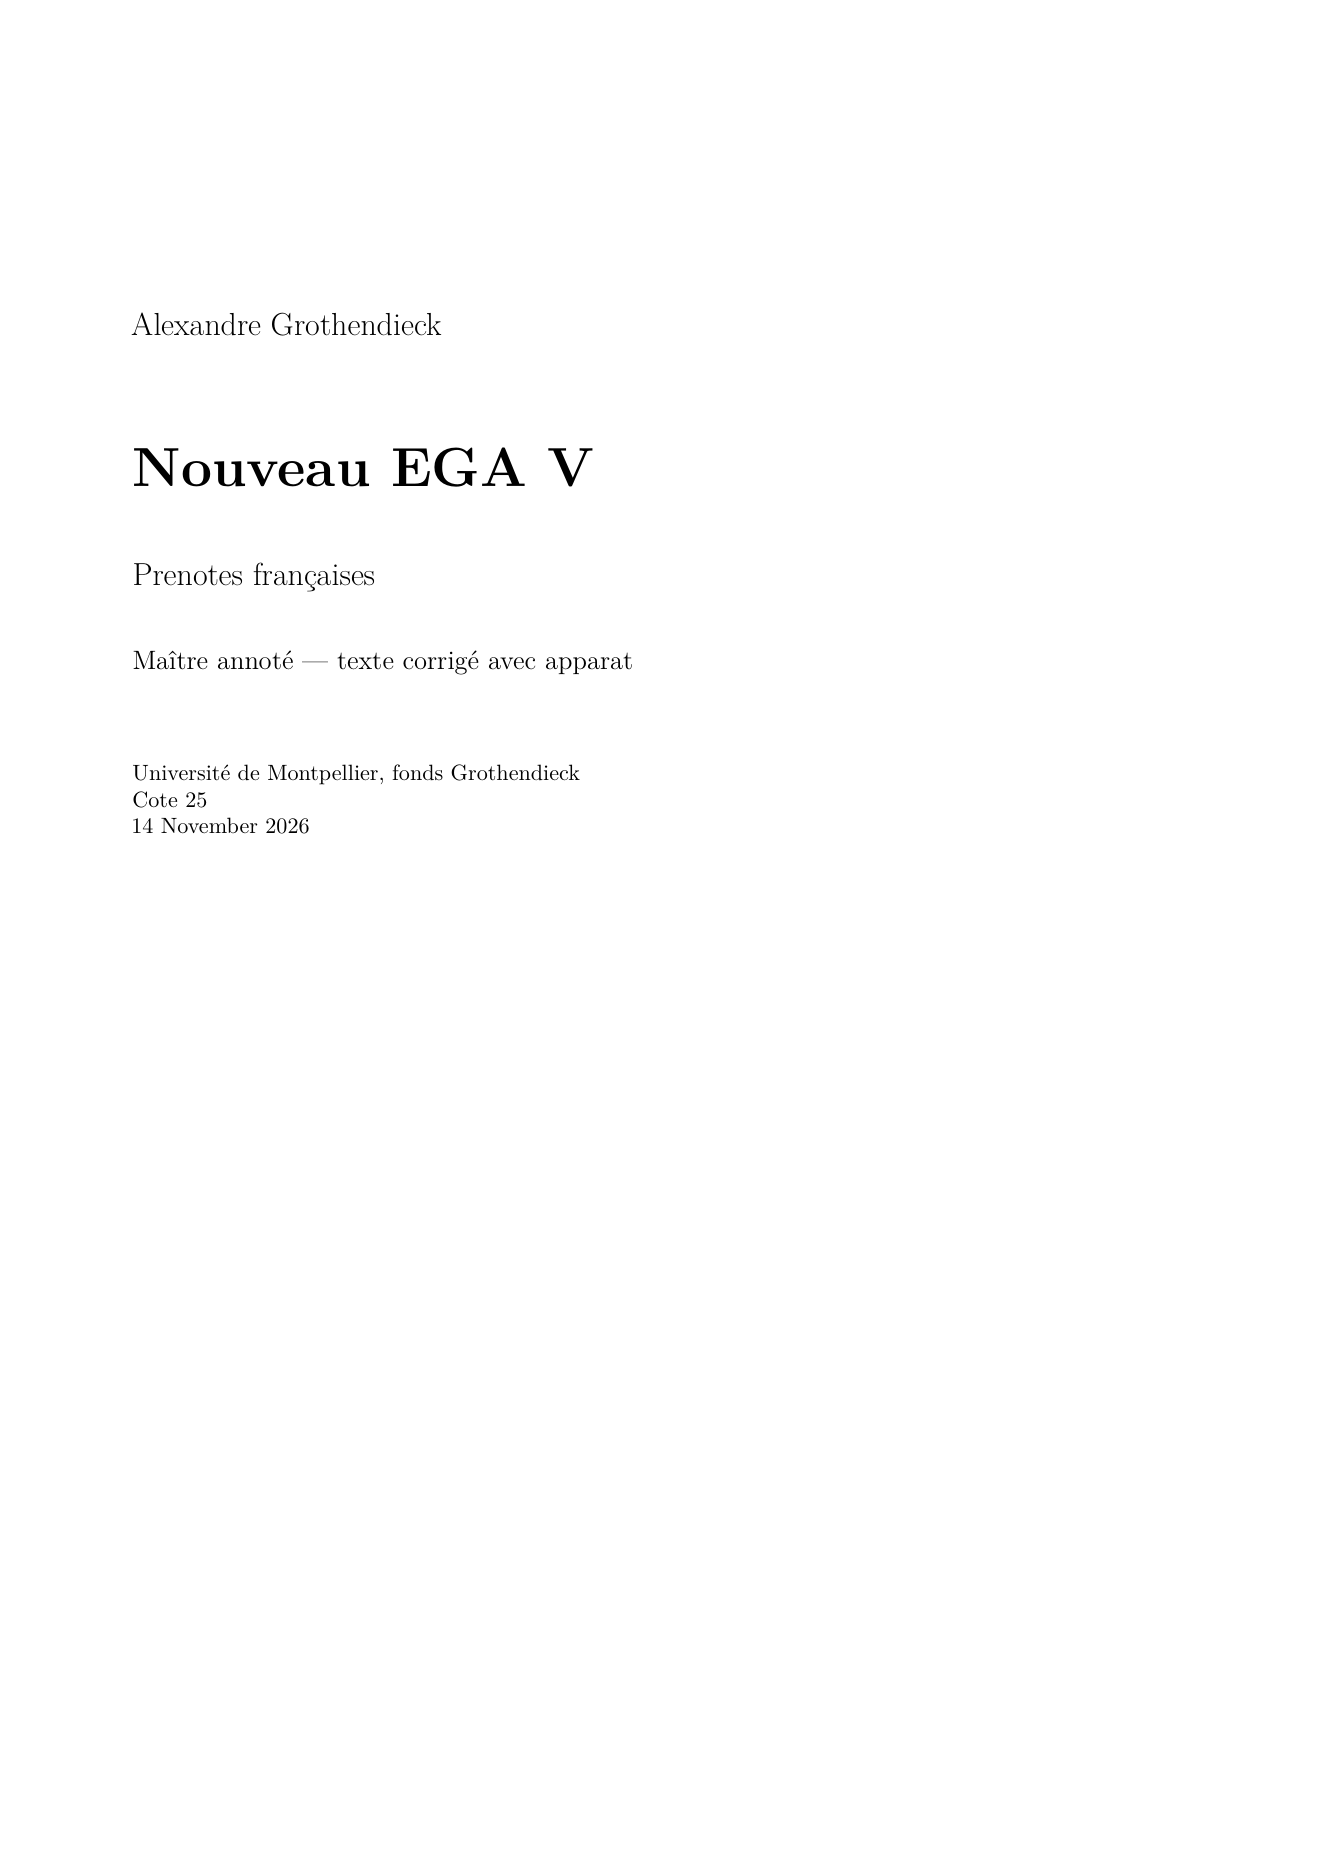 Alexandre Grothendieck
Nouveau EGA V
Prenotes françaises
Maître annoté — texte corrigé avec apparat
Université de Montpellier, fonds Grothendieck
Cote 25
14 November 2026